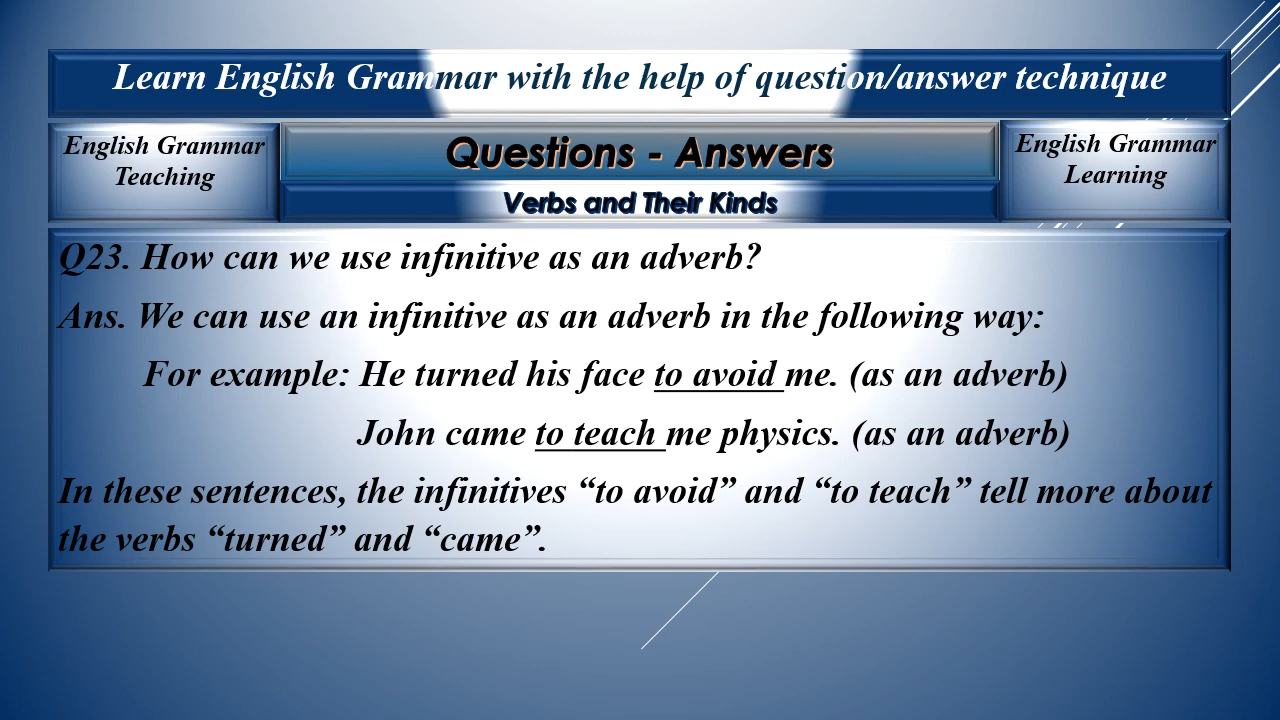 Learn English Grammar with the help of question/answer technique
English Grammar
Teaching
Questions - Answers
Verbs and Their Kinds
English Grammar
Learning
Q23. How can we use infinitive as an adverb?
Ans. We can use an infinitive as an adverb in the following way:
For example: He turned his face to avoid me. (as an adverb)
John came to teach me physics. (as an adverb)
In these sentences, the infinitives “to avoid” and “to teach” tell more about
the verbs “turned” and “came”.